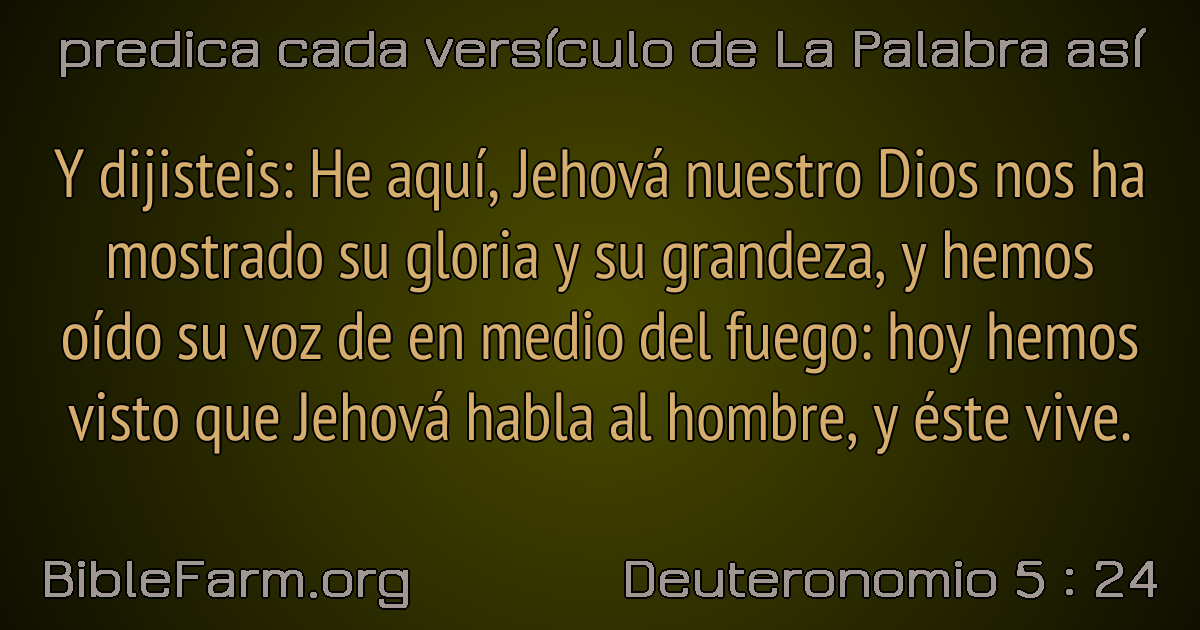 predica cada versículo de La Palabra así
Y dijisteis: He aquí, Jehová nuestro Dios nos ha
mostrado su gloria y su grandeza, y hemos
oído su voz de en medio del fuego: hoy hemos
visto que Jehová habla al hombre, y éste vive.
BibleFarm.org
Deuteronomio 5 : 24